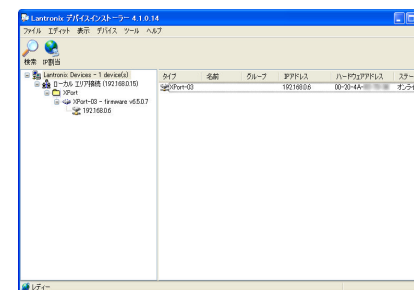 Lantronix デバイスインストーラー 4.1.0.14
ファイル エディット 表示 デバイス ツール ヘルプ
検索 IP割当
Lantronix Devices - 1 device(s)
ローカル エリア接続 (192.168.0.15)
XPort
XPort-03 - firmware v6.5.0.7
192.168.0.6
タイプ 名前 グループ IPアドレス ハードウェアアドレス ステー
XPort-03 192.168.0.6 00-20-4A- オンライ
レディー